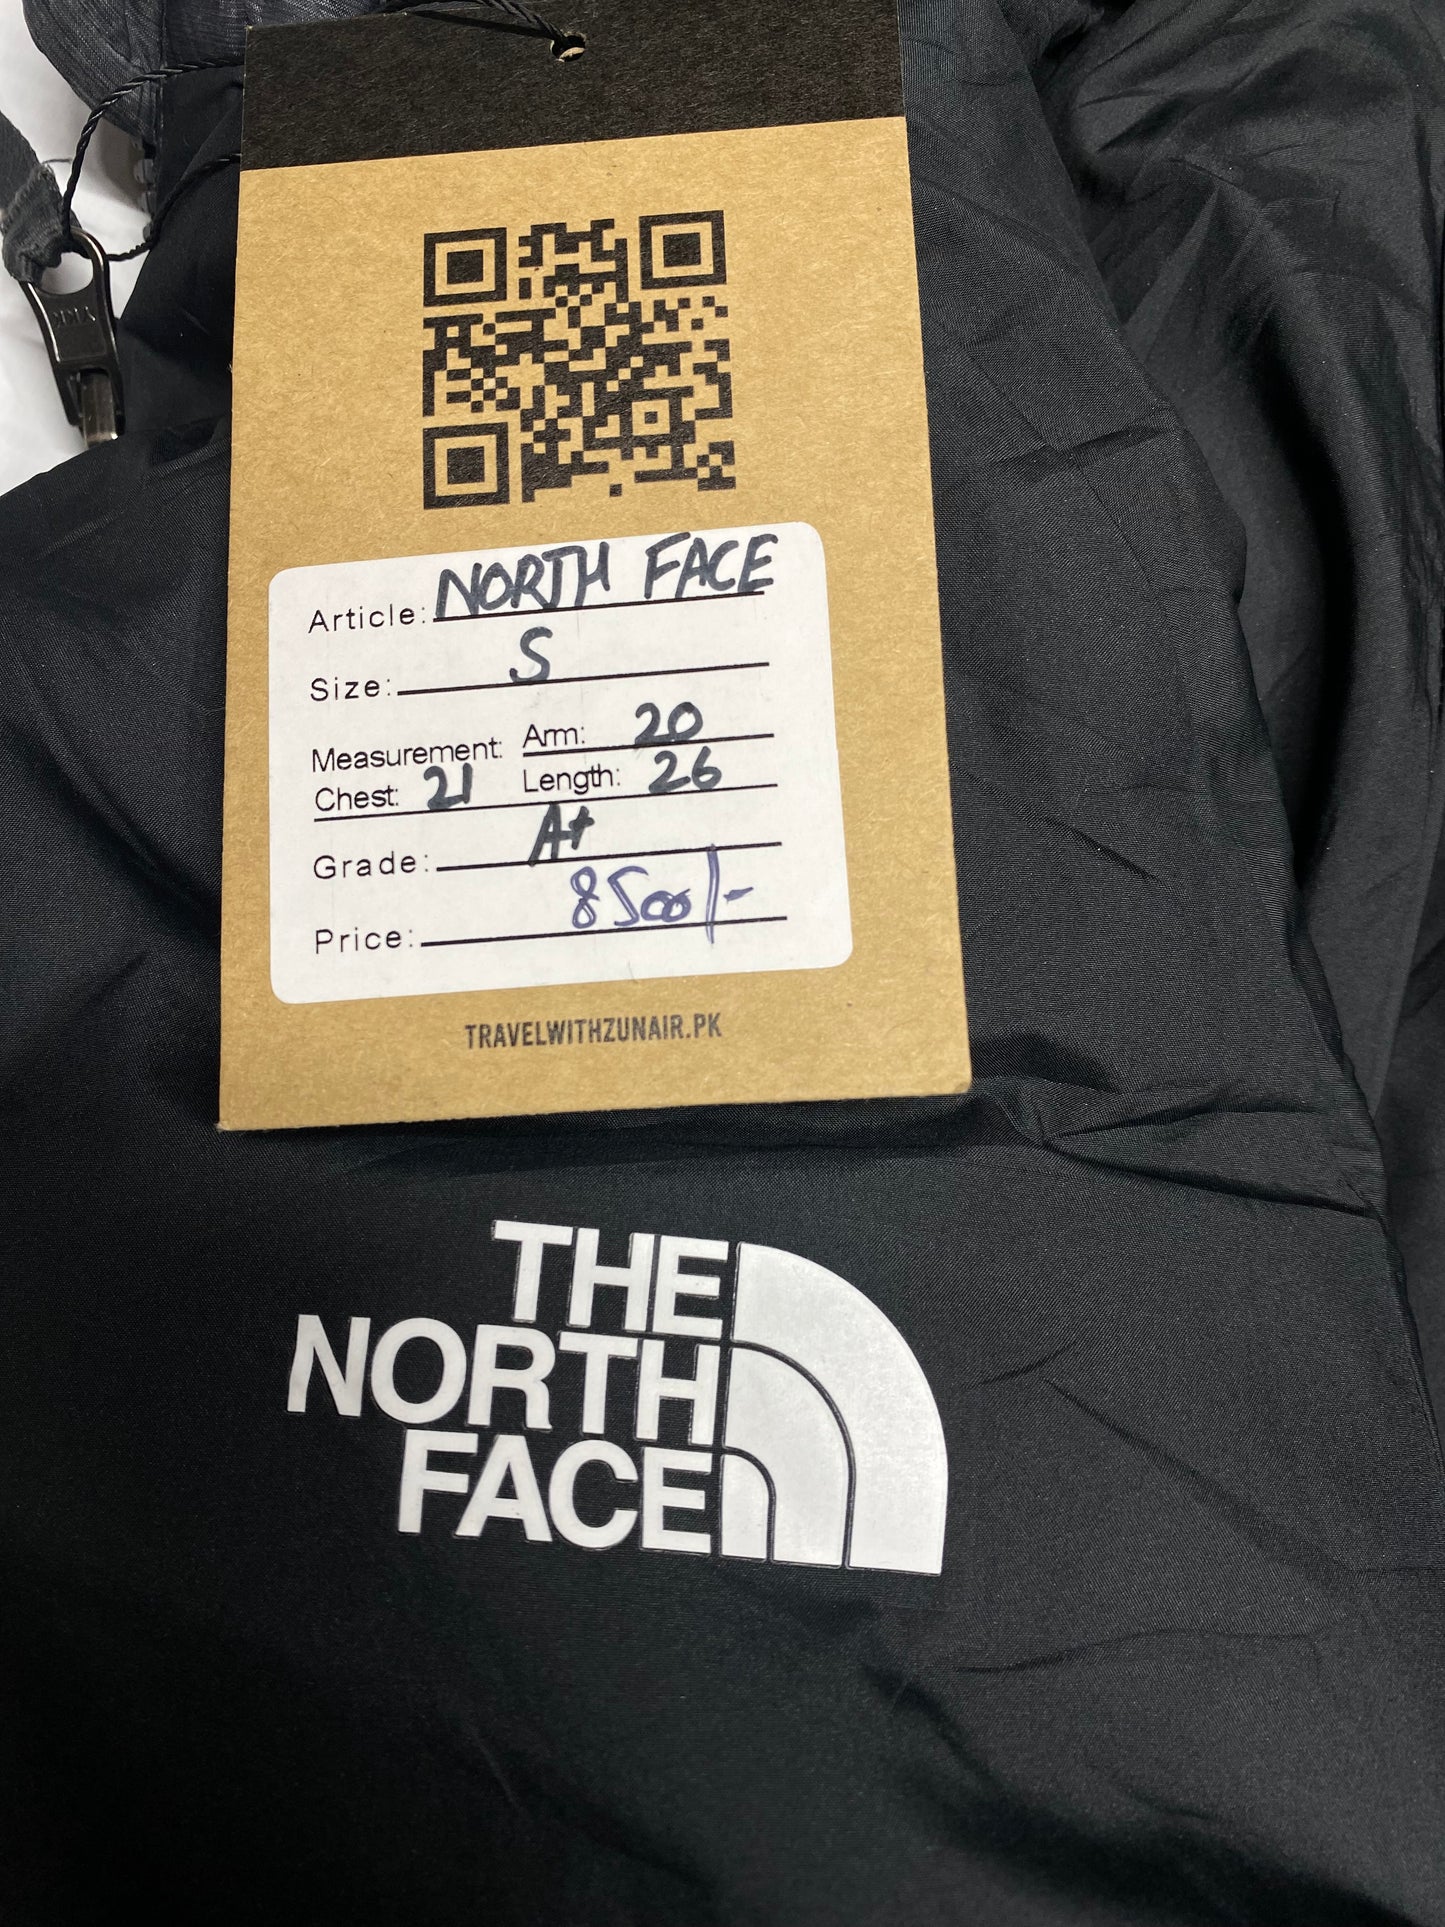 YKK
Article: NORTH FACE
Size: S
Measurement: Arm: 20
Chest: 21 Length: 26
Grade: A+
Price: 8500/-
TRAVELWITHZUNAIR.PK
THE
NORTH
FACE